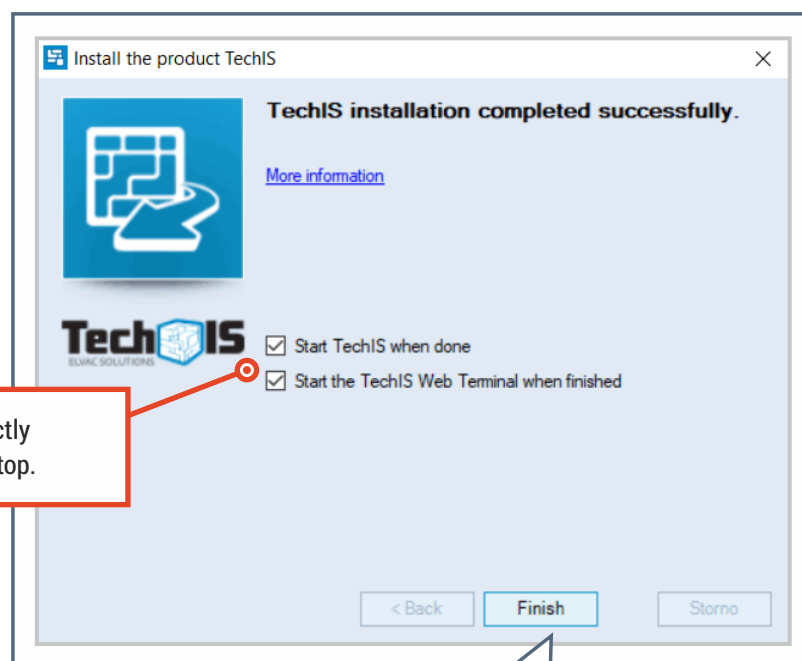 Install the product TechIS
TechIS installation completed successfully.
More information
TechIS
ELVAC SOLUTIONS
Start TechIS when done
Start the TechIS Web Terminal when finished
ctly
top.
< Back
Finish
Storno